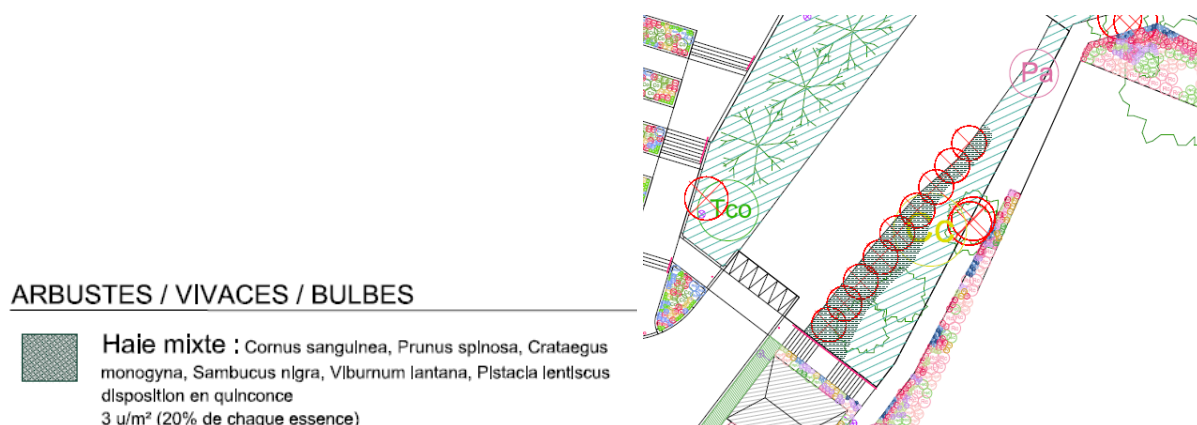 ARBUSTES / VIVACES / BULBES
Haie mixte : Cornus sanguinea, Prunus spinosa, Crataegus
monogyna, Sambucus nigra, Viburnum lantana, Pistacia lentiscus
disposition en quinconce
3 u/m² (20% de chaque essence)
Pa
Tco